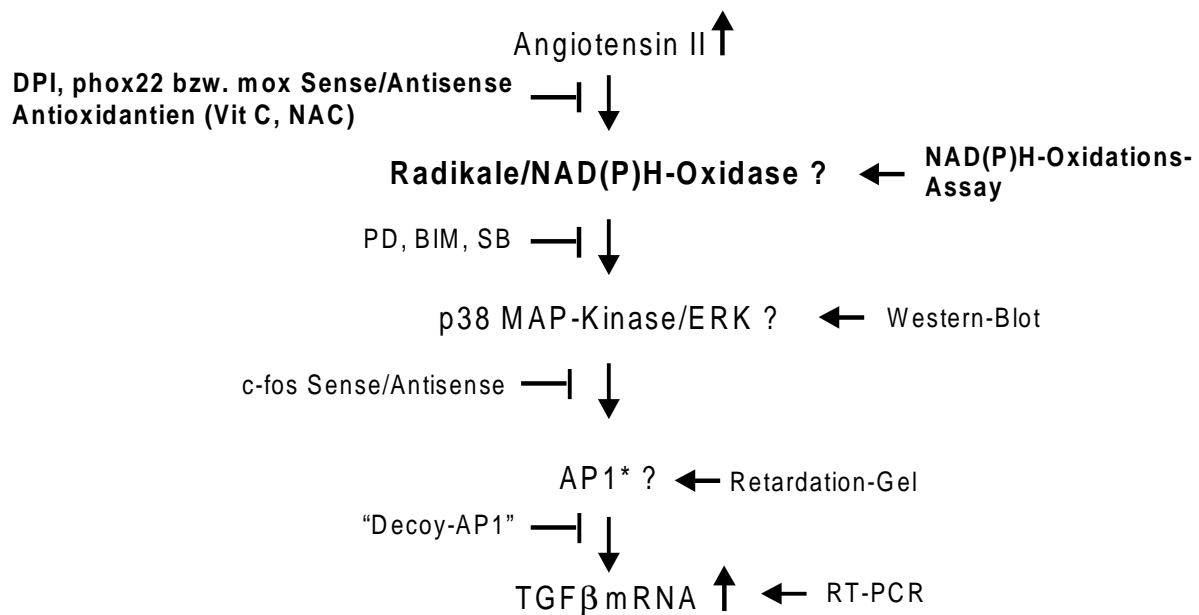 Angiotensin II
DPI, phox22 bzw. mox Sense/Antisense
Antioxidantien (Vit C, NAC)
Radikale/NAD(P)H-Oxidase ?
NAD(P)H-Oxidations-
Assay
PD, BIM, SB
p38 MAP-Kinase/ERK ?
Western-Blot
c-fos Sense/Antisense
AP1* ?
Retardation-Gel
“Decoy-AP1”
TGFβ mRNA
RT-PCR